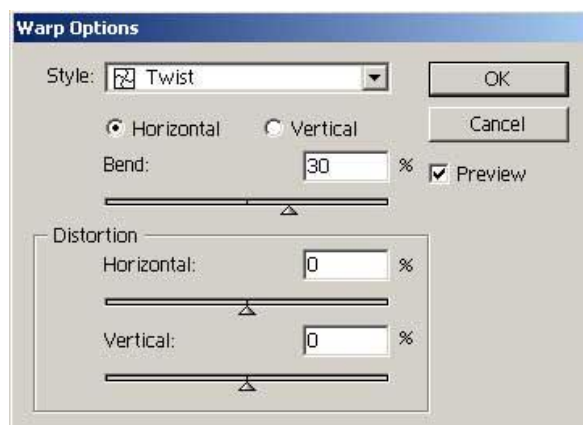 Warp Options
Style: Twist
OK
Horizontal Vertical
Cancel
Bend: 30 %
Preview
Distortion
Horizontal: 0 %
Vertical: 0 %